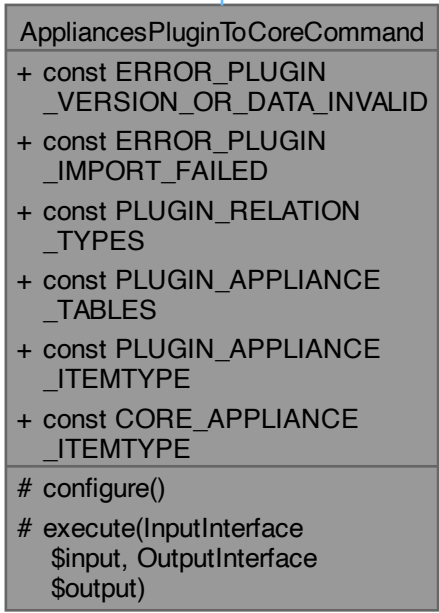 AppliancesPluginToCoreCommand
+ const ERROR_PLUGIN
_VERSION_OR_DATA_INVALID
+ const ERROR_PLUGIN
_IMPORT_FAILED
+ const PLUGIN_RELATION
_TYPES
+ const PLUGIN_APPLIANCE
_TABLES
+ const PLUGIN_APPLIANCE
_ITEMTYPE
+ const CORE_APPLIANCE
_ITEMTYPE
# configure()
# execute(InputInterface
$input, OutputInterface
$output)